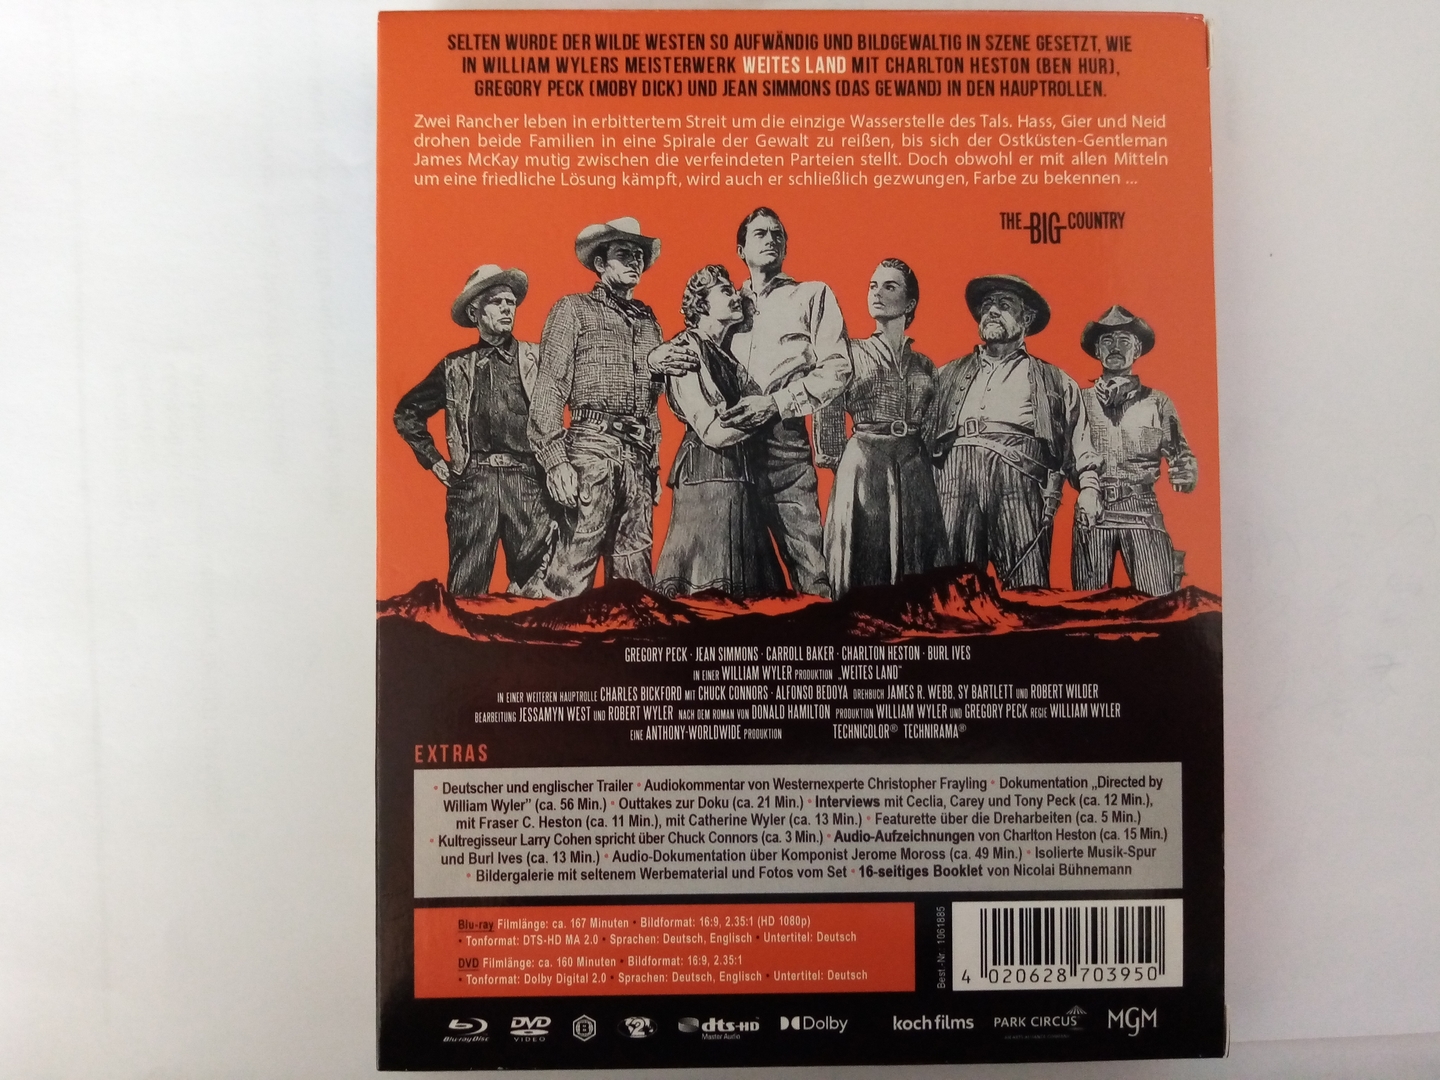 SELTEN WURDE DER WILDE WESTEN SO AUFWÄNDIG UND BILDGEWALTIG IN SZENE GESETZT, WIE
IN WILLIAM WYLERS MEISTERWERK WEITES LAND MIT CHARLTON HESTON (BEN HUR),
GREGORY PECK (MOBY DICK) UND JEAN SIMMONS (DAS GEWAND) IN DEN HAUPTROLLEN.
Zwei Rancher leben in erbittertem Streit um die einzige Wasserstelle des Tals. Hass, Gier und Neid
drohen beide Familien in eine Spirale der Gewalt zu reißen, bis sich der Ostküsten-Gentleman
James McKay mutig zwischen die verfeindeten Parteien stellt. Doch obwohl er mit allen Mitteln
um eine friedliche Lösung kämpft, wird auch er schließlich gezwungen, Farbe zu bekennen ...
THE BIG COUNTRY
GREGORY PECK · JEAN SIMMONS · CARROLL BAKER · CHARLTON HESTON · BURL IVES
IN EINER WILLIAM WYLER PRODUKTION „WEITES LAND"
IN EINER WEITEREN HAUPTROLLE CHARLES BICKFORD MIT CHUCK CONNORS · ALFONSO BEDOYA DREHBUCH JAMES R. WEBB, SY BARTLETT UND ROBERT WILDER
BEARBEITUNG JESSAMYN WEST UND ROBERT WYLER NACH DEM ROMAN VON DONALD HAMILTON PRODUKTION WILLIAM WYLER UND GREGORY PECK REGIE WILLIAM WYLER
EINE ANTHONY-WORLDWIDE PRODUKTION TECHNICOLOR® TECHNIRAMA®
EXTRAS
• Deutscher und englischer Trailer • Audiokommentar von Westernexperte Christopher Frayling • Dokumentation „Directed by
William Wyler" (ca. 56 Min.) • Outtakes zur Doku (ca. 21 Min.) • Interviews mit Ceclia, Carey und Tony Peck (ca. 12 Min.),
mit Fraser C. Heston (ca. 11 Min.), mit Catherine Wyler (ca. 13 Min.) • Featurette über die Dreharbeiten (ca. 5 Min.)
• Kultregisseur Larry Cohen spricht über Chuck Connors (ca. 3 Min.) • Audio-Aufzeichnungen von Charlton Heston (ca. 15 Min.)
und Burl Ives (ca. 13 Min.) • Audio-Dokumentation über Komponist Jerome Moross (ca. 49 Min.) • Isolierte Musik-Spur
• Bildergalerie mit seltenem Werbematerial und Fotos vom Set • 16-seitiges Booklet von Nicolai Bühnemann
Blu-ray Filmlänge: ca. 167 Minuten • Bildformat: 16:9, 2.35:1 (HD 1080p)
• Tonformat: DTS-HD MA 2.0 • Sprachen: Deutsch, Englisch • Untertitel: Deutsch
DVD Filmlänge: ca. 160 Minuten • Bildformat: 16:9, 2.35:1
• Tonformat: Dolby Digital 2.0 • Sprachen: Deutsch, Englisch • Untertitel: Deutsch
Best.-Nr. 1061885
4 020628 703950
Blu-ray Disc DVD VIDEO B 2 dts-HD Master Audio Dolby koch films PARK CIRCUS MGM